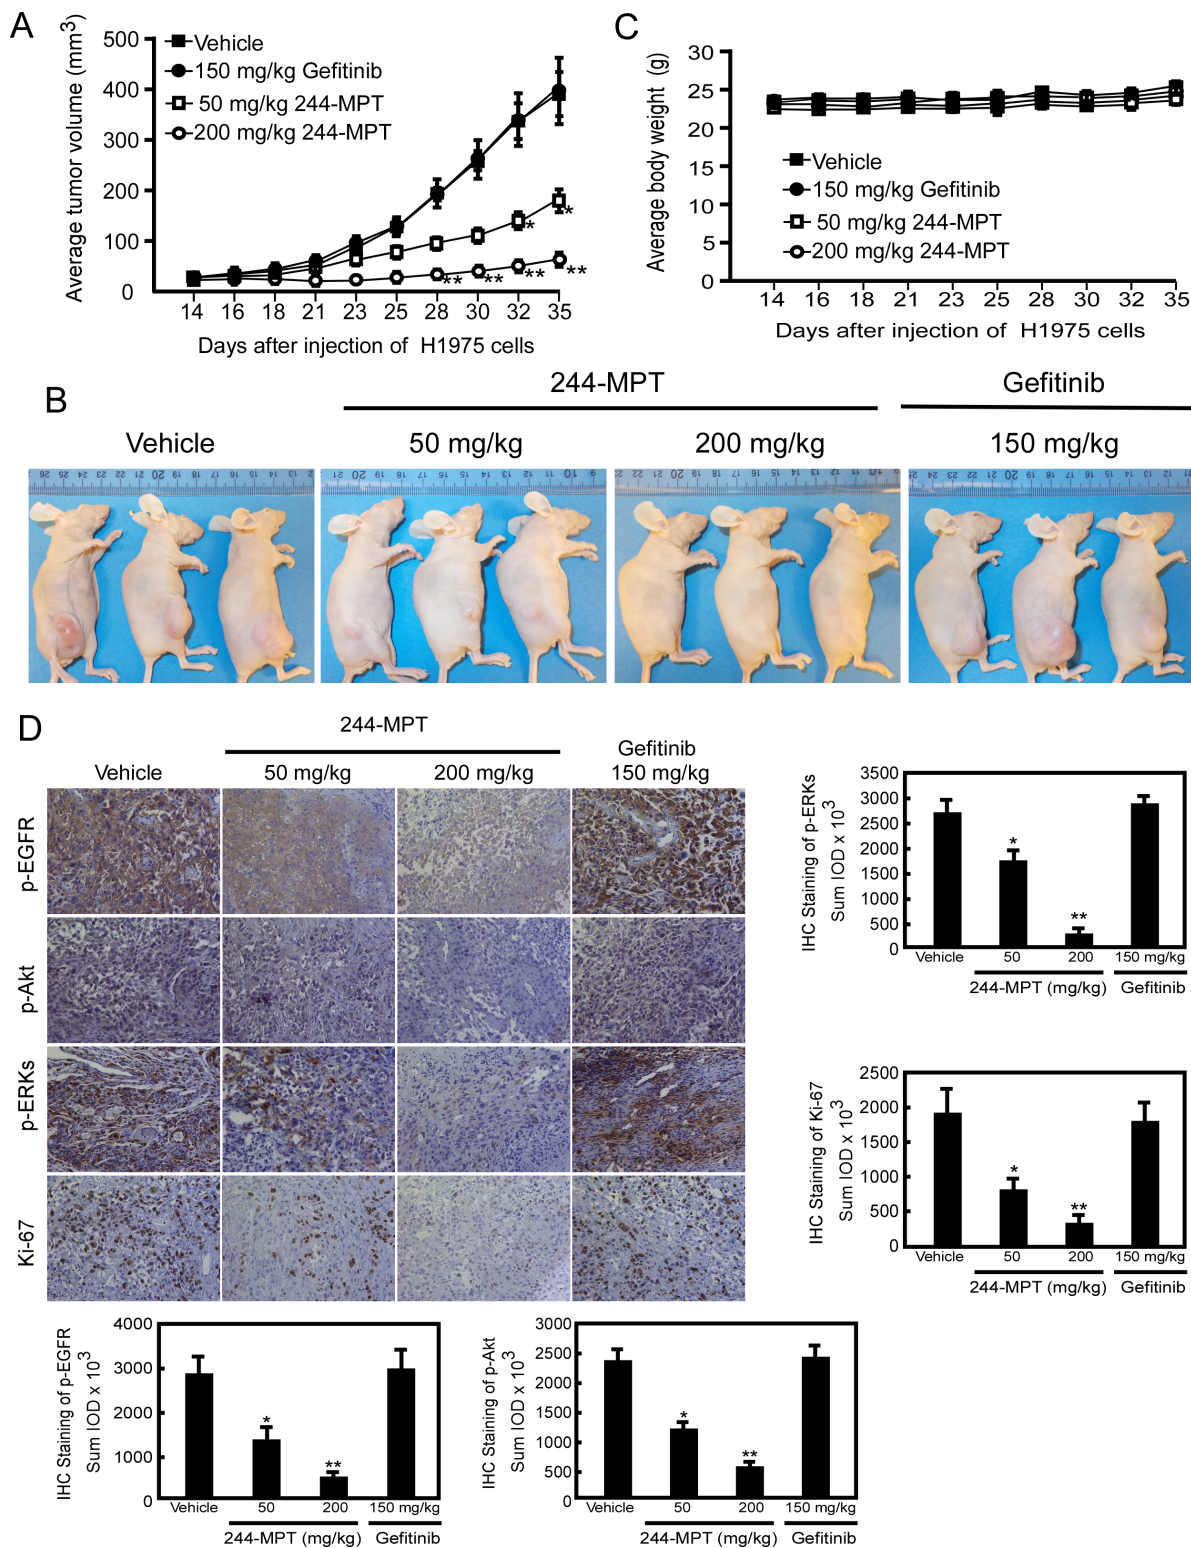 A
Average tumor volume (mm3)
500
400
300
200
100
0
Vehicle
150 mg/kg Gefitinib
50 mg/kg 244-MPT
200 mg/kg 244-MPT
*
*
**
**
**
**
14 16 18 21 23 25 28 30 32 35
Days after injection of H1975 cells
C
Average body weight (g)
30
25
20
15
10
5
0
Vehicle
150 mg/kg Gefitinib
50 mg/kg 244-MPT
200 mg/kg 244-MPT
14 16 18 21 23 25 28 30 32 35
Days after injection of H1975 cells
B
244-MPT
Gefitinib
Vehicle
50 mg/kg
200 mg/kg
150 mg/kg
D
244-MPT
Gefitinib
Vehicle
50 mg/kg
200 mg/kg
150 mg/kg
p-EGFR
p-Akt
p-ERKs
Ki-67
IHC Staining of p-ERKs
Sum IOD x 103
3500
3000
2500
2000
1500
1000
500
0
*
**
Vehicle 50 200 150 mg/kg
244-MPT (mg/kg) Gefitinib
IHC Staining of Ki-67
Sum IOD x 103
2500
2000
1500
1000
500
0
*
**
Vehicle 50 200 150 mg/kg
244-MPT (mg/kg) Gefitinib
IHC Staining of p-EGFR
Sum IOD x 103
4000
3000
2000
1000
0
*
**
Vehicle 50 200 150 mg/kg
244-MPT (mg/kg) Gefitinib
IHC Staining of p-Akt
Sum IOD x 103
3000
2500
2000
1500
1000
500
0
*
**
Vehicle 50 200 150 mg/kg
244-MPT (mg/kg) Gefitinib